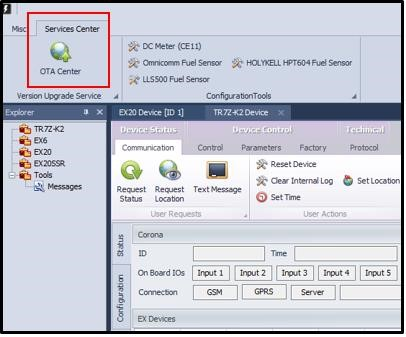 Misc Services Center
DC Meter (CE11)
Omnicomm Fuel Sensor HOLYKELL HPT604 Fuel Sensor
OTA Center LLS500 Fuel Sensor
Version Upgrade Service ConfigurationTools
Explorer EX20 Device [ID 1] TR7Z-K2 Device
TR7Z-K2
EX6
EX20
EX20SSR
Tools
Messages
Device Status Device Control Technical
Communication Control Parameters Factory Protocol
Request Status
Request Location
Text Message
Reset Device
Clear Internal Log Set Location
Set Time
User Requests User Actions
Status
Configuration
Corona
ID Time
On Board IOs Input 1 Input 2 Input 3 Input 4 Input 5
Connection GSM GPRS Server
EX Devices